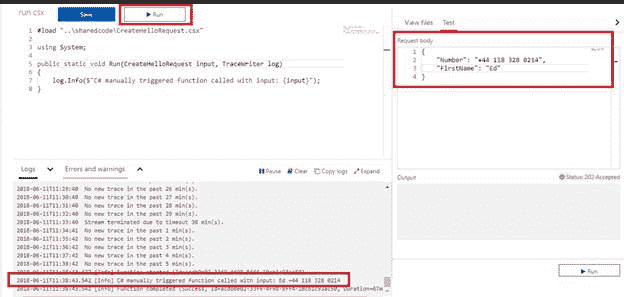 run.csx
Save
Run
1 #load "..\sharedcode\CreateHelloRequest.csx"
2
3 using System;
4
5 public static void Run(CreateHelloRequest input, TraceWriter log)
6 {
7 log.Info($"C# manually triggered function called with input: {input}");
8 }
View files Test
Request body
1 {
2 "Number": "+44 118 328 0214",
3 "FirstName": "Ed"
4 }
Logs Errors and warnings Pause Clear Copy logs Expand
Output Status: 202 Accepted
2018-06-11T11:29:40 No new trace in the past 26 min(s).
2018-06-11T11:30:40 No new trace in the past 27 min(s).
2018-06-11T11:31:40 No new trace in the past 28 min(s).
2018-06-11T11:32:40 No new trace in the past 29 min(s).
2018-06-11T11:33:40 Stream terminated due to timeout 30 min(s).
2018-06-11T11:34:41 No new trace in the past 1 min(s).
2018-06-11T11:35:42 No new trace in the past 2 min(s).
2018-06-11T11:36:42 No new trace in the past 3 min(s).
2018-06-11T11:37:42 No new trace in the past 4 min(s).
2018-06-11T11:38:42 No new trace in the past 5 min(s).
2018-06-11T11:38:43.542 [Info] C# manually triggered function called with input: Ed +44 118 328 0214
2018-06-11T11:38:43.542 [Info] Function completed (Success,
Run